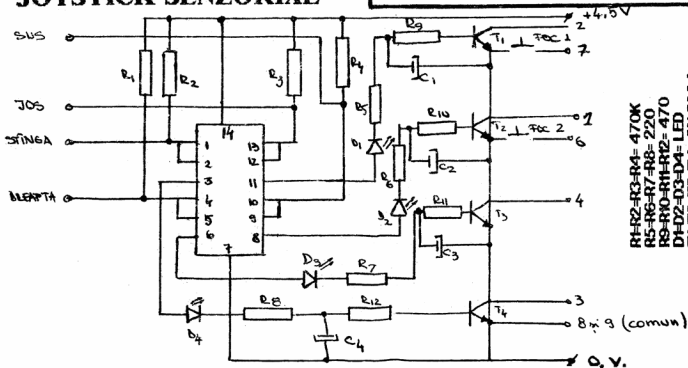 JOYSTICK SENZORIAL
SUS
JOS
STÎNGA
DREAPTA
R1
R2
R3
R4
14
1
2
3
4
5
6
7
13
12
11
10
9
8
R5
D1
R9
C1
T1
FOC 1
+4,5V
2
7
R6
D2
R10
C2
T2
FOC 2
1
6
R11
C3
T3
4
D3
R7
D4
R8
R12
C4
T4
3
8 și 9 (comun)
0.V.
R1=R2=R3=R4= 470K
R5=R6=R7=R8= 220
R9=R10=R11=R12= 470
D1=D2=D3=D4= LED